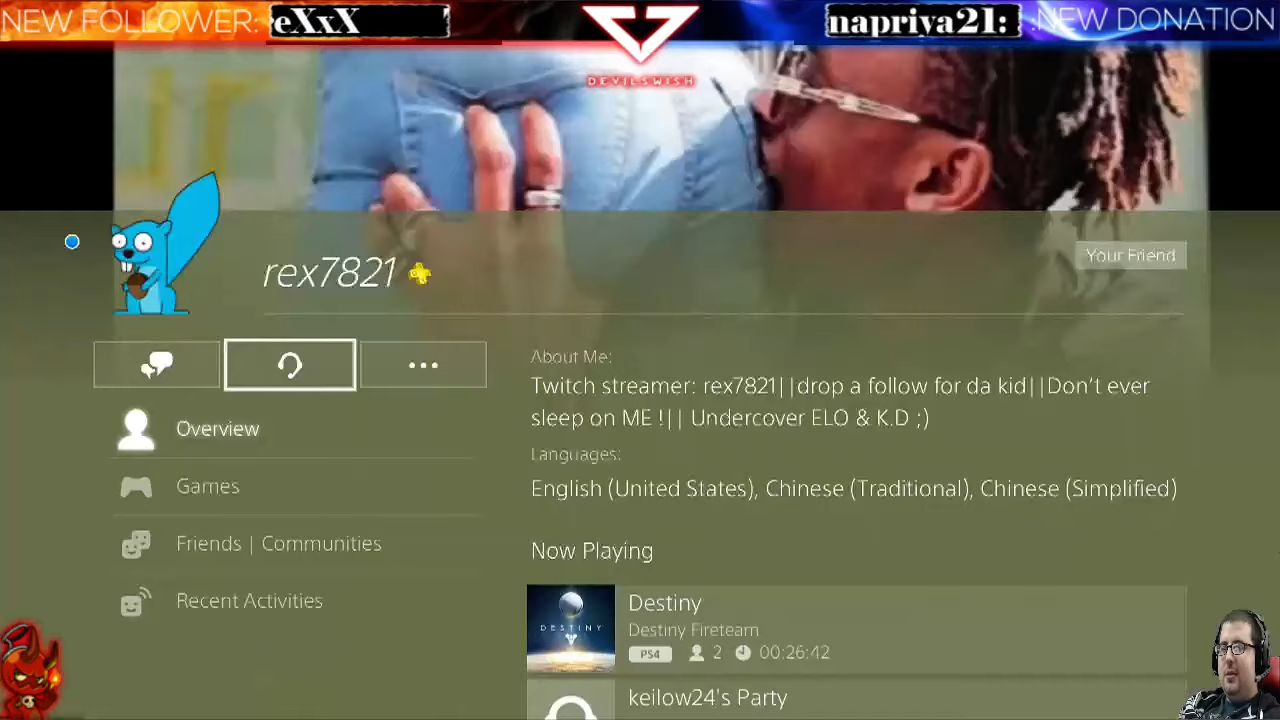 NEW FOLLOWER: eXxX
napriya21: :NEW DONATION
DEVILSWISH
rex7821
Your Friend
About Me:
Twitch streamer: rex7821||drop a follow for da kid||Don't ever
sleep on ME !|| Undercover ELO & K.D ;)
Languages:
English (United States), Chinese (Traditional), Chinese (Simplified)
Overview
Games
Friends | Communities
Recent Activities
Now Playing
DESTINY
Destiny
Destiny Fireteam
PS4 2 00:26:42
keilow24's Party